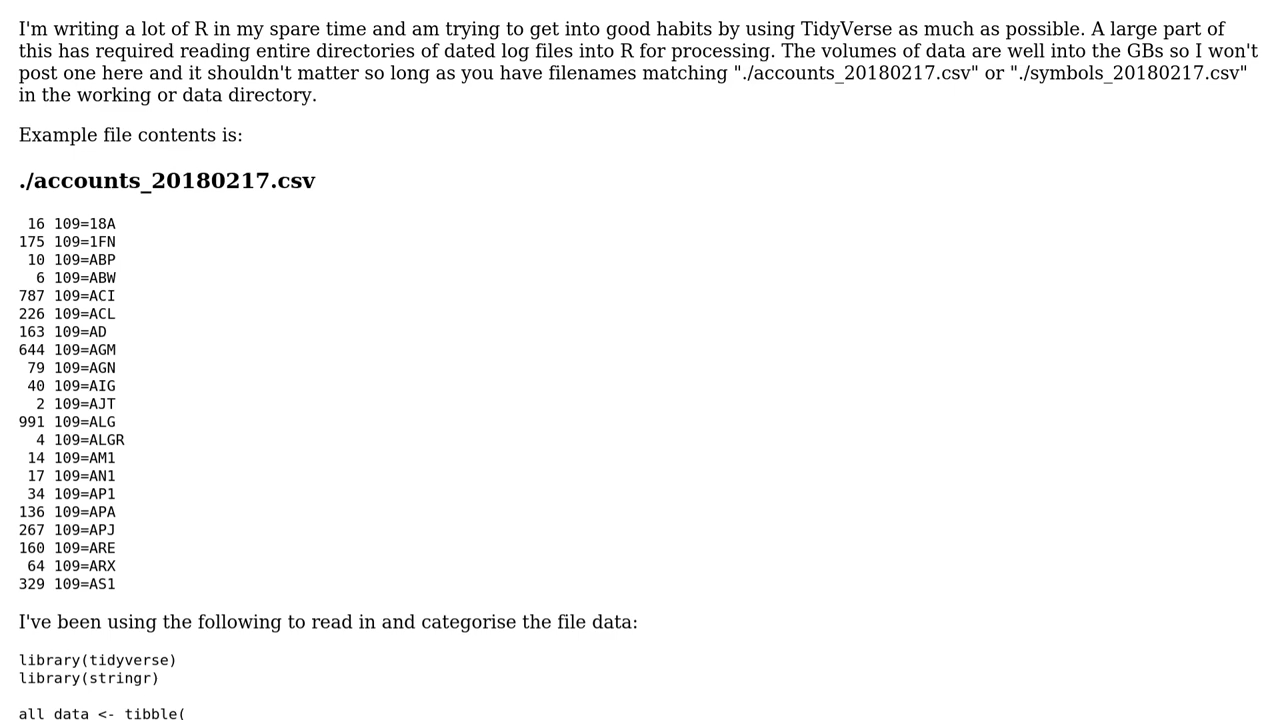 I'm writing a lot of R in my spare time and am trying to get into good habits by using TidyVerse as much as possible. A large part of
this has required reading entire directories of dated log files into R for processing. The volumes of data are well into the GBs so I won't
post one here and it shouldn't matter so long as you have filenames matching "./accounts_20180217.csv" or "./symbols_20180217.csv"
in the working or data directory.
Example file contents is:
./accounts_20180217.csv
16 109=18A
175 109=1FN
10 109=ABP
6 109=ABW
787 109=ACI
226 109=ACL
163 109=AD
644 109=AGM
79 109=AGN
40 109=AIG
2 109=AJT
991 109=ALG
4 109=ALGR
14 109=AM1
17 109=AN1
34 109=AP1
136 109=APA
267 109=APJ
160 109=ARE
64 109=ARX
329 109=AS1
I've been using the following to read in and categorise the file data:
library(tidyverse)
library(stringr)
all_data <- tibble(